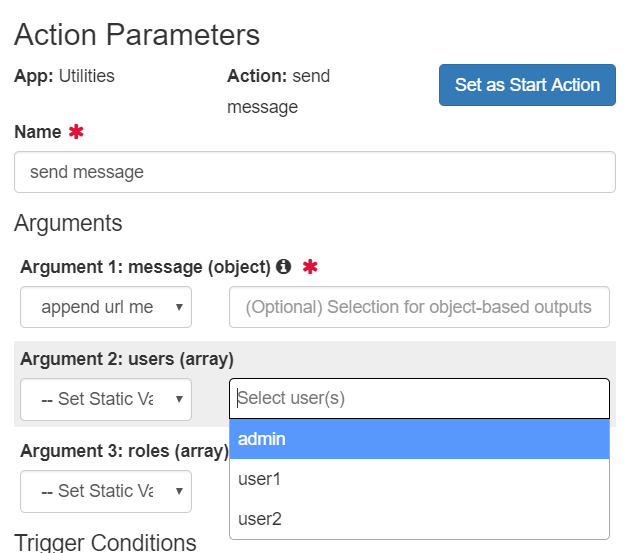 Action Parameters
App: Utilities
Action: send
message
Set as Start Action
Name *
send message
Arguments
Argument 1: message (object) *
append url me
(Optional) Selection for object-based outputs
Argument 2: users (array)
-- Set Static Va
Select user(s)
admin
Argument 3: roles (array)
user1
-- Set Static Va
user2
Trigger Conditions